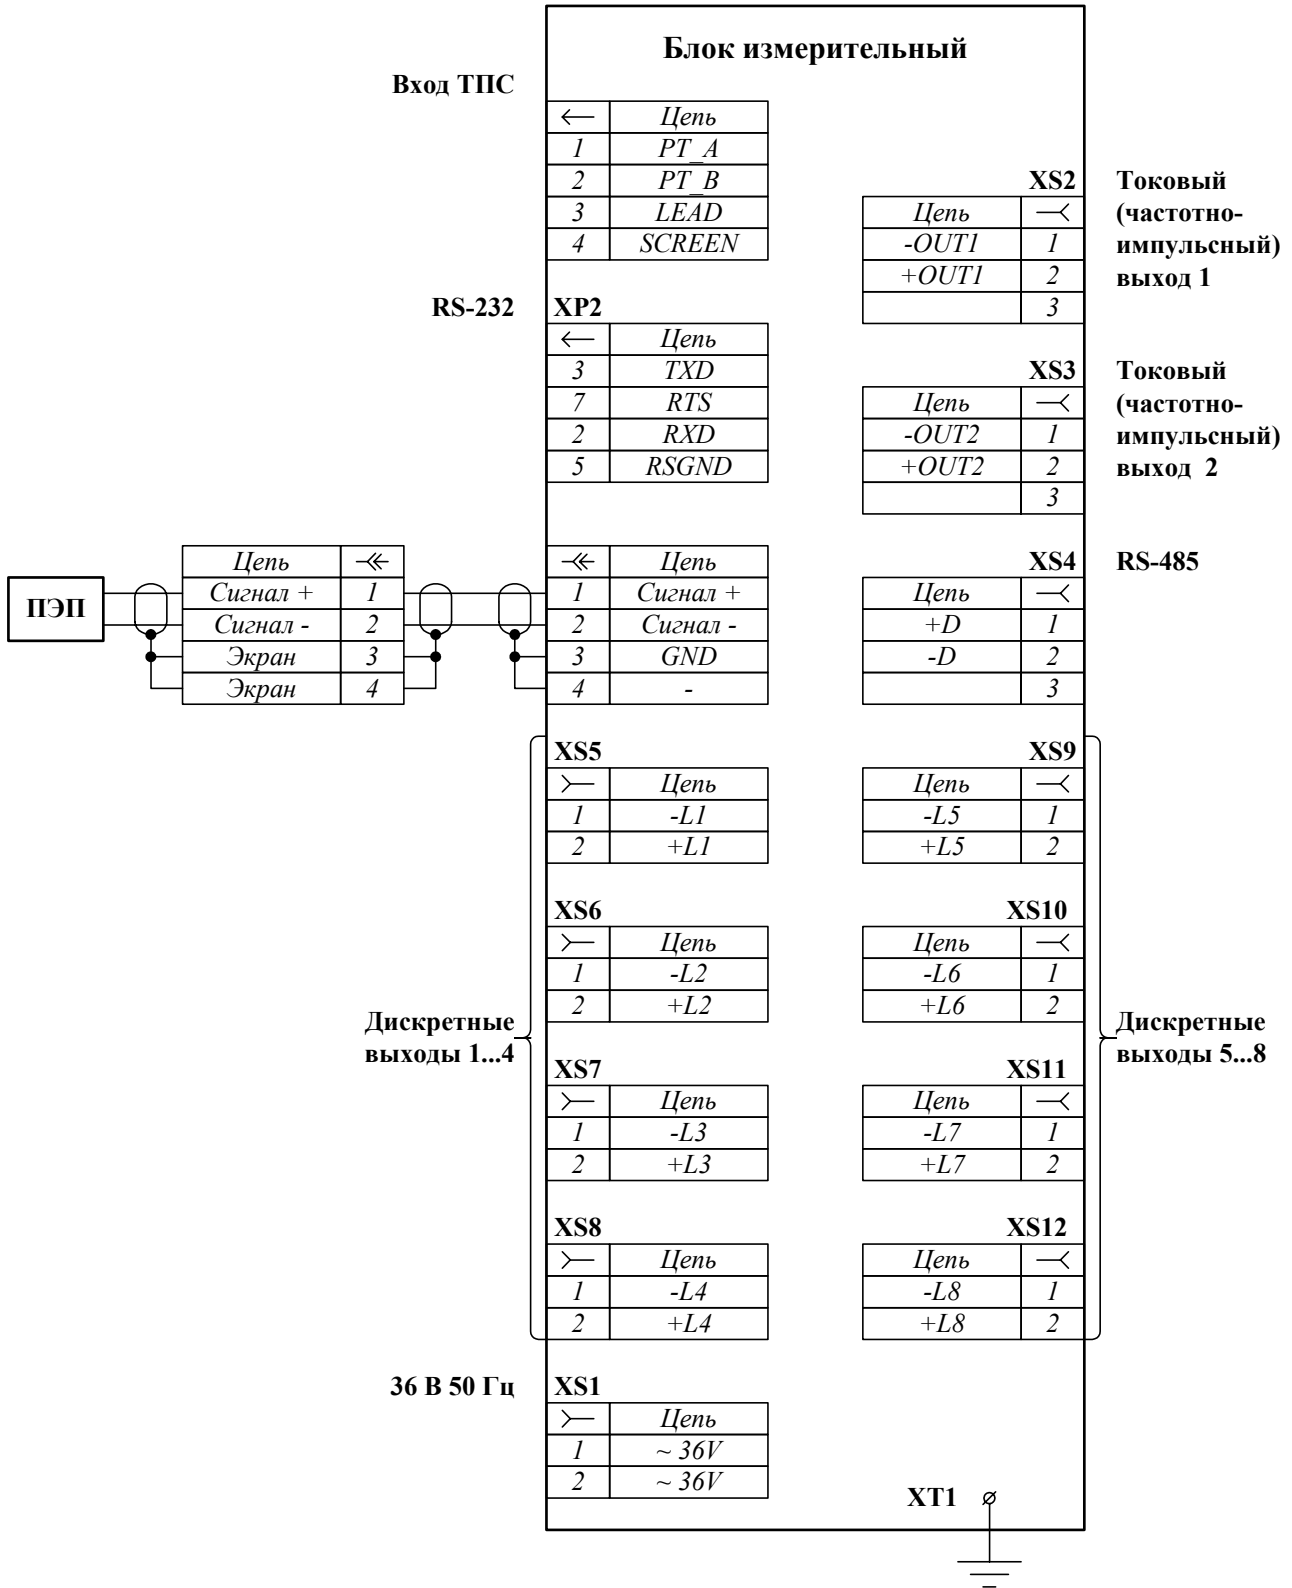 Блок измерительный
Вход ТПС
Цепь
1 PT_A
2 PT_B
3 LEAD
4 SCREEN
XS2
Цепь
-OUT1 1
+OUT1 2
3
Токовый
(частотно-
импульсный)
выход 1
RS-232 XP2
Цепь
3 TXD
7 RTS
2 RXD
5 RSGND
XS3
Цепь
-OUT2 1
+OUT2 2
3
Токовый
(частотно-
импульсный)
выход 2
ПЭП
Цепь
Сигнал + 1
Сигнал - 2
Экран 3
Экран 4
Цепь
1 Сигнал +
2 Сигнал -
3 GND
4 -
XS4 RS-485
Цепь
+D 1
-D 2
3
Дискретные
выходы 1...4
XS5
Цепь
1 -L1
2 +L1
XS6
Цепь
1 -L2
2 +L2
XS7
Цепь
1 -L3
2 +L3
XS8
Цепь
1 -L4
2 +L4
XS9
Цепь
-L5 1
+L5 2
XS10
Цепь
-L6 1
+L6 2
XS11
Цепь
-L7 1
+L7 2
XS12
Цепь
-L8 1
+L8 2
Дискретные
выходы 5...8
36 В 50 Гц XS1
Цепь
1 ~ 36V
2 ~ 36V
XT1